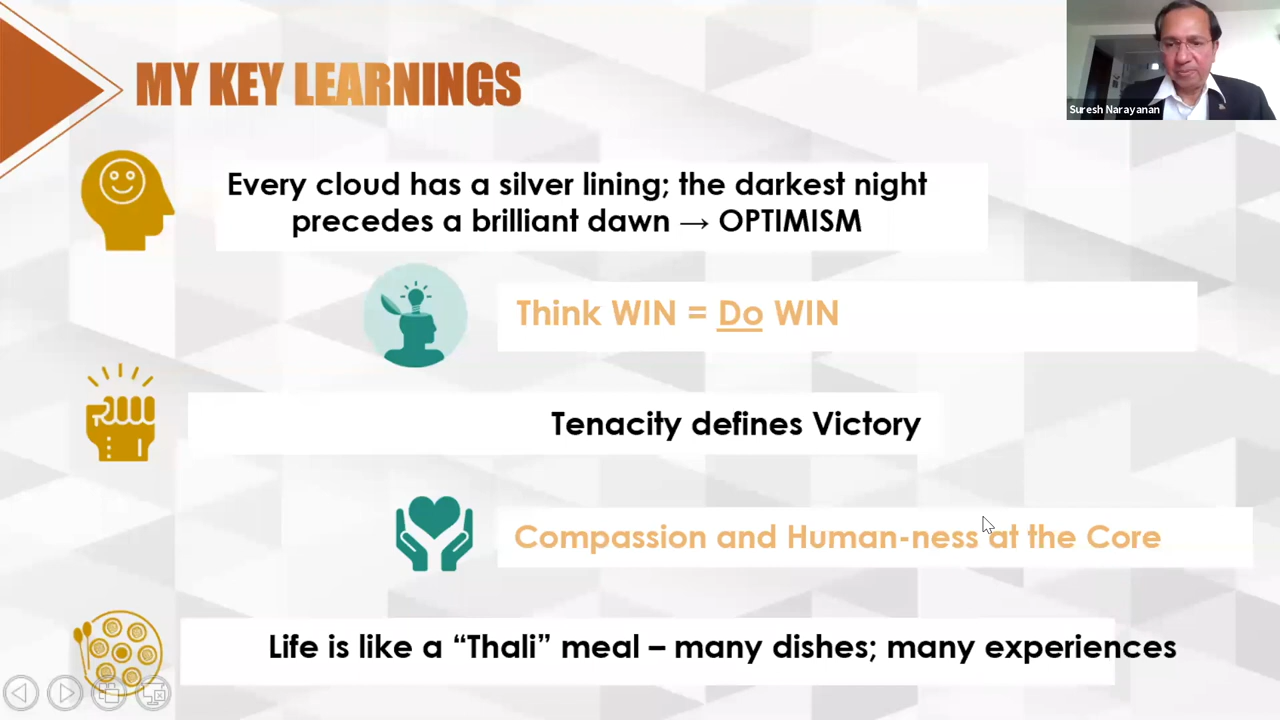 MY KEY LEARNINGS
Suresh Narayanan
Every cloud has a silver lining; the darkest night
precedes a brilliant dawn → OPTIMISM
Think WIN = Do WIN
Tenacity defines Victory
Compassion and Human-ness at the Core
Life is like a “Thali” meal – many dishes; many experiences